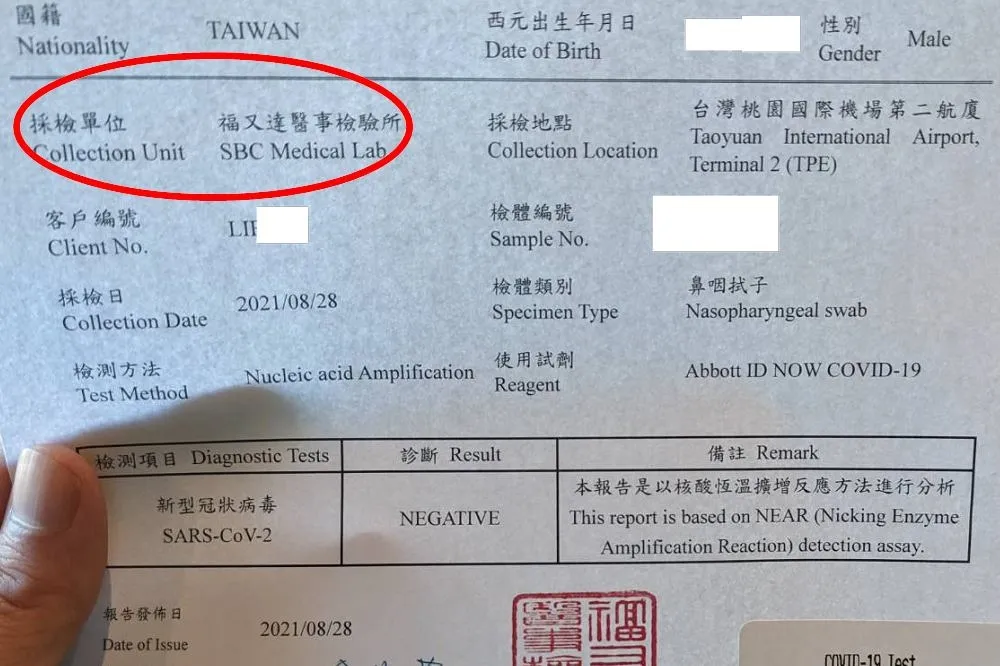 國籍
Nationality
TAIWAN
西元出生年月日
Date of Birth
性別
Gender
Male
採檢單位
Collection Unit
福又達醫事檢驗所
SBC Medical Lab
採檢地點
Collection Location
台灣桃園國際機場第二航廈
Taoyuan International Airport,
Terminal 2 (TPE)
客戶編號
Client No.
檢體編號
Sample No.
採檢日
Collection Date
2021/08/28
檢體類別
Specimen Type
鼻咽拭子
Nasopharyngeal swab
檢測方法
Test Method
Nucleic acid Amplification
使用試劑
Reagent
Abbott ID NOW COVID-19
檢測項目 Diagnostic Tests
診斷 Result
備註 Remark
新型冠狀病毒
SARS-CoV-2
NEGATIVE
本報告是以核酸恆溫擴增反應方法進行分析
This report is based on NEAR (Nicking Enzyme
Amplification Reaction) detection assay.
報告發佈日
Date of Issue
2021/08/28
COVID-19 Test